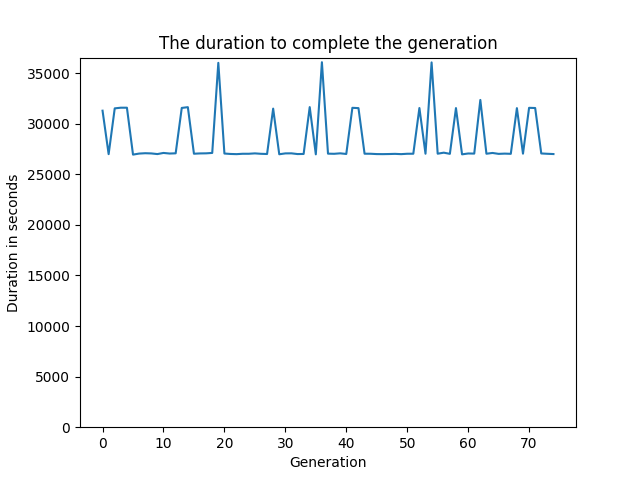 The duration to complete the generation
Duration in seconds
35000
30000
25000
20000
15000
10000
5000
0
0 10 20 30 40 50 60 70
Generation